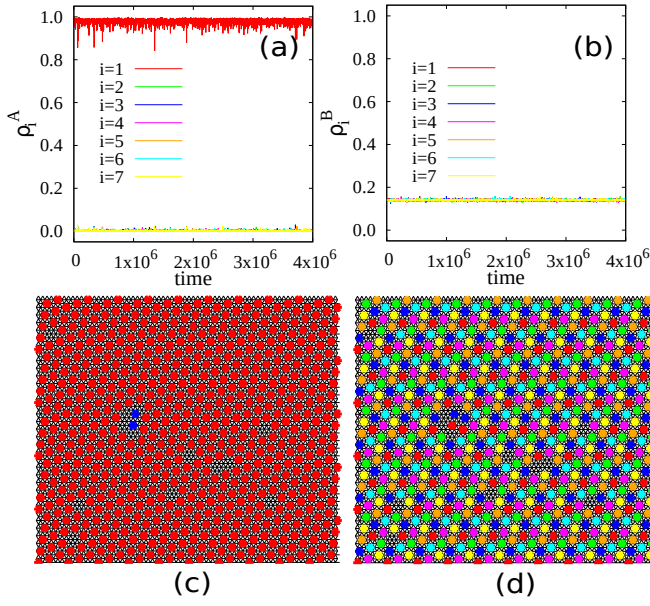 1.0
0.8
0.6
0.4
0.2
0.0
ρ_i^A
(a)
i=1
i=2
i=3
i=4
i=5
i=6
i=7
0 1x10^6 2x10^6 3x10^6 4x10^6
time
1.0
0.8
0.6
0.4
0.2
0.0
ρ_i^B
(b)
i=1
i=2
i=3
i=4
i=5
i=6
i=7
0 1x10^6 2x10^6 3x10^6 4x10^6
time
(c)
(d)